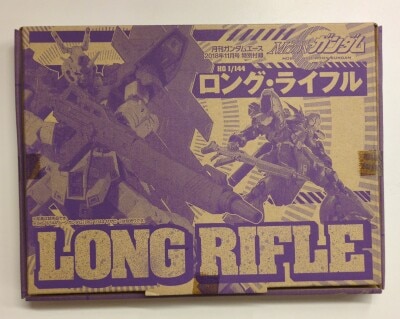 月刊ガンダムエース
2018年11月号 特別付録
ガンダム
HG 1/144
ロング・ライフル
LONG RIFLE